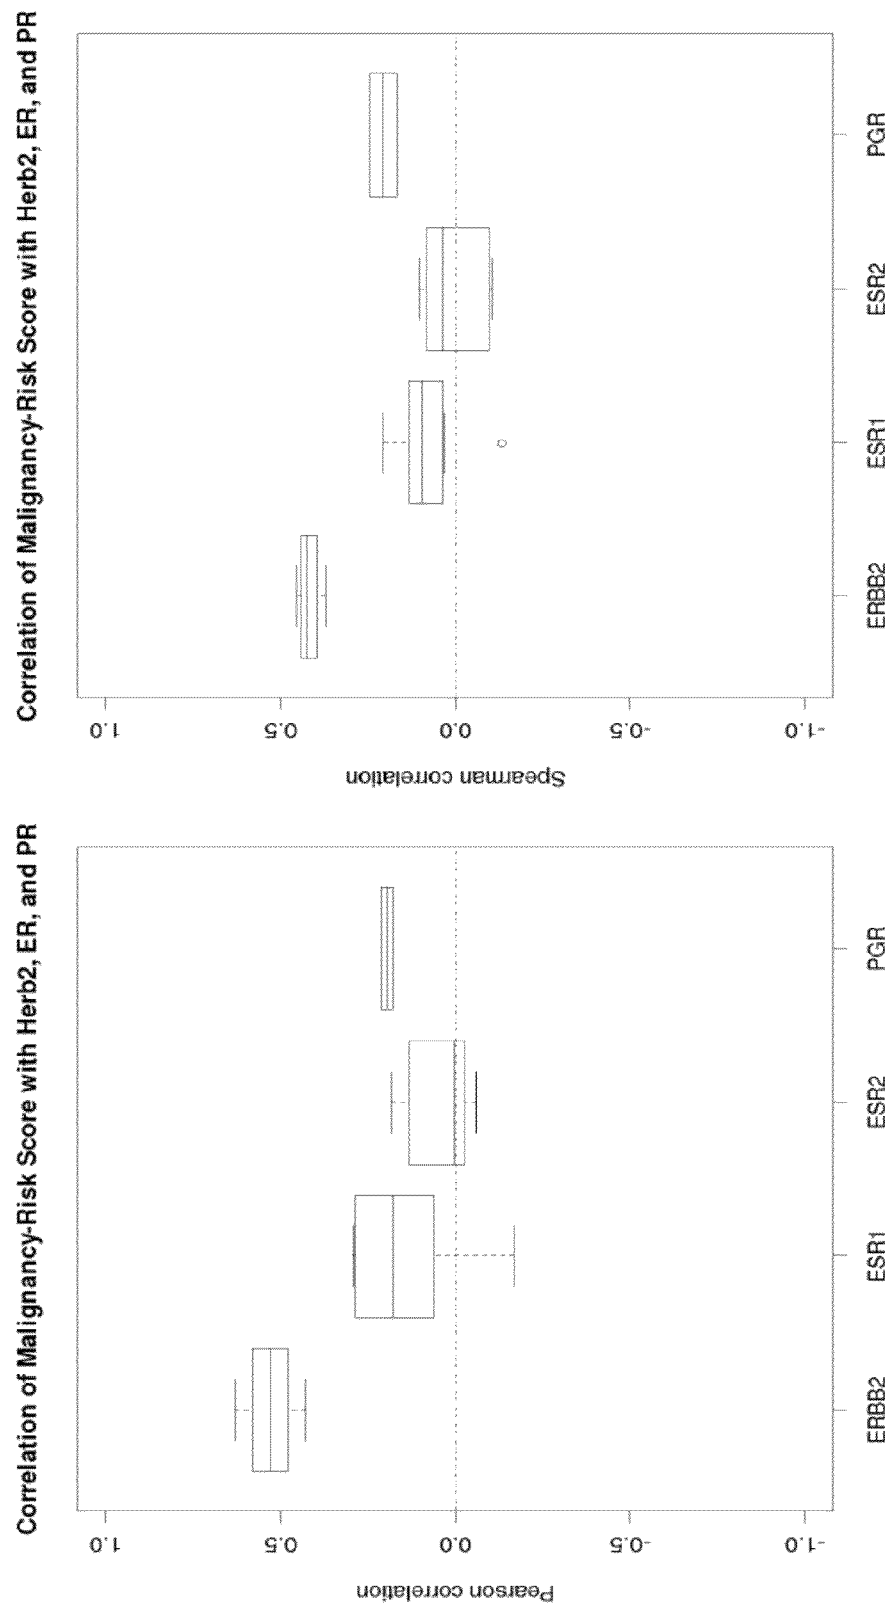 Correlation of Malignancy-Risk Score with Herb2, ER, and PR
Pearson correlation
1.0
0.5
0.0
-0.5
-1.0
ERBB2
ESR1
ESR2
PGR
Correlation of Malignancy-Risk Score with Herb2, ER, and PR
Spearman correlation
1.0
0.5
0.0
-0.5
-1.0
ERBB2
ESR1
ESR2
PGR